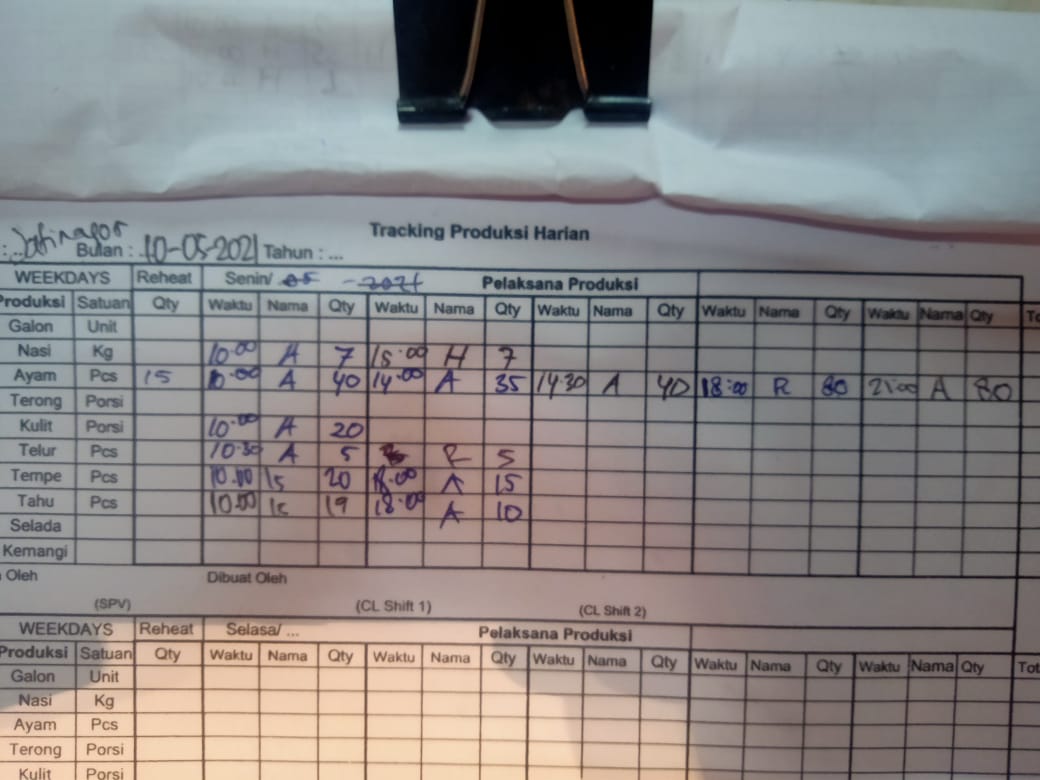 Tracking Produksi Harian
: Jatinagor Bulan : 10-05-2021 Tahun : ...
WEEKDAYS Reheat Senin/ 05 - 2021 Pelaksana Produksi
Produksi Satuan Qty Waktu Nama Qty Waktu Nama Qty Waktu Nama Qty Waktu Nama Qty Waktu Nama Qty
Galon Unit
Nasi Kg 10.00 A 7 15.00 H 7
Ayam Pcs 15 10.00 A 40 14.00 A 35 14.30 A 40 18:00 R 80 21:00 A 80
Terong Porsi
Kulit Porsi 10.00 A 20
Telur Pcs 10.30 A 5 R 5
Tempe Pcs 10.00 Is 20 18.00 A 15
Tahu Pcs 10.00 Is 19 18:00 A 10
Selada
Kemangi
Oleh Dibuat Oleh
(SPV) (CL Shift 1) (CL Shift 2)
WEEKDAYS Reheat Selasa/ ... Pelaksana Produksi
Produksi Satuan Qty Waktu Nama Qty Waktu Nama Qty Waktu Nama Qty Waktu Nama Qty Waktu Nama Qty Tot
Galon Unit
Nasi Kg
Ayam Pcs
Terong Porsi
Kulit Porsi